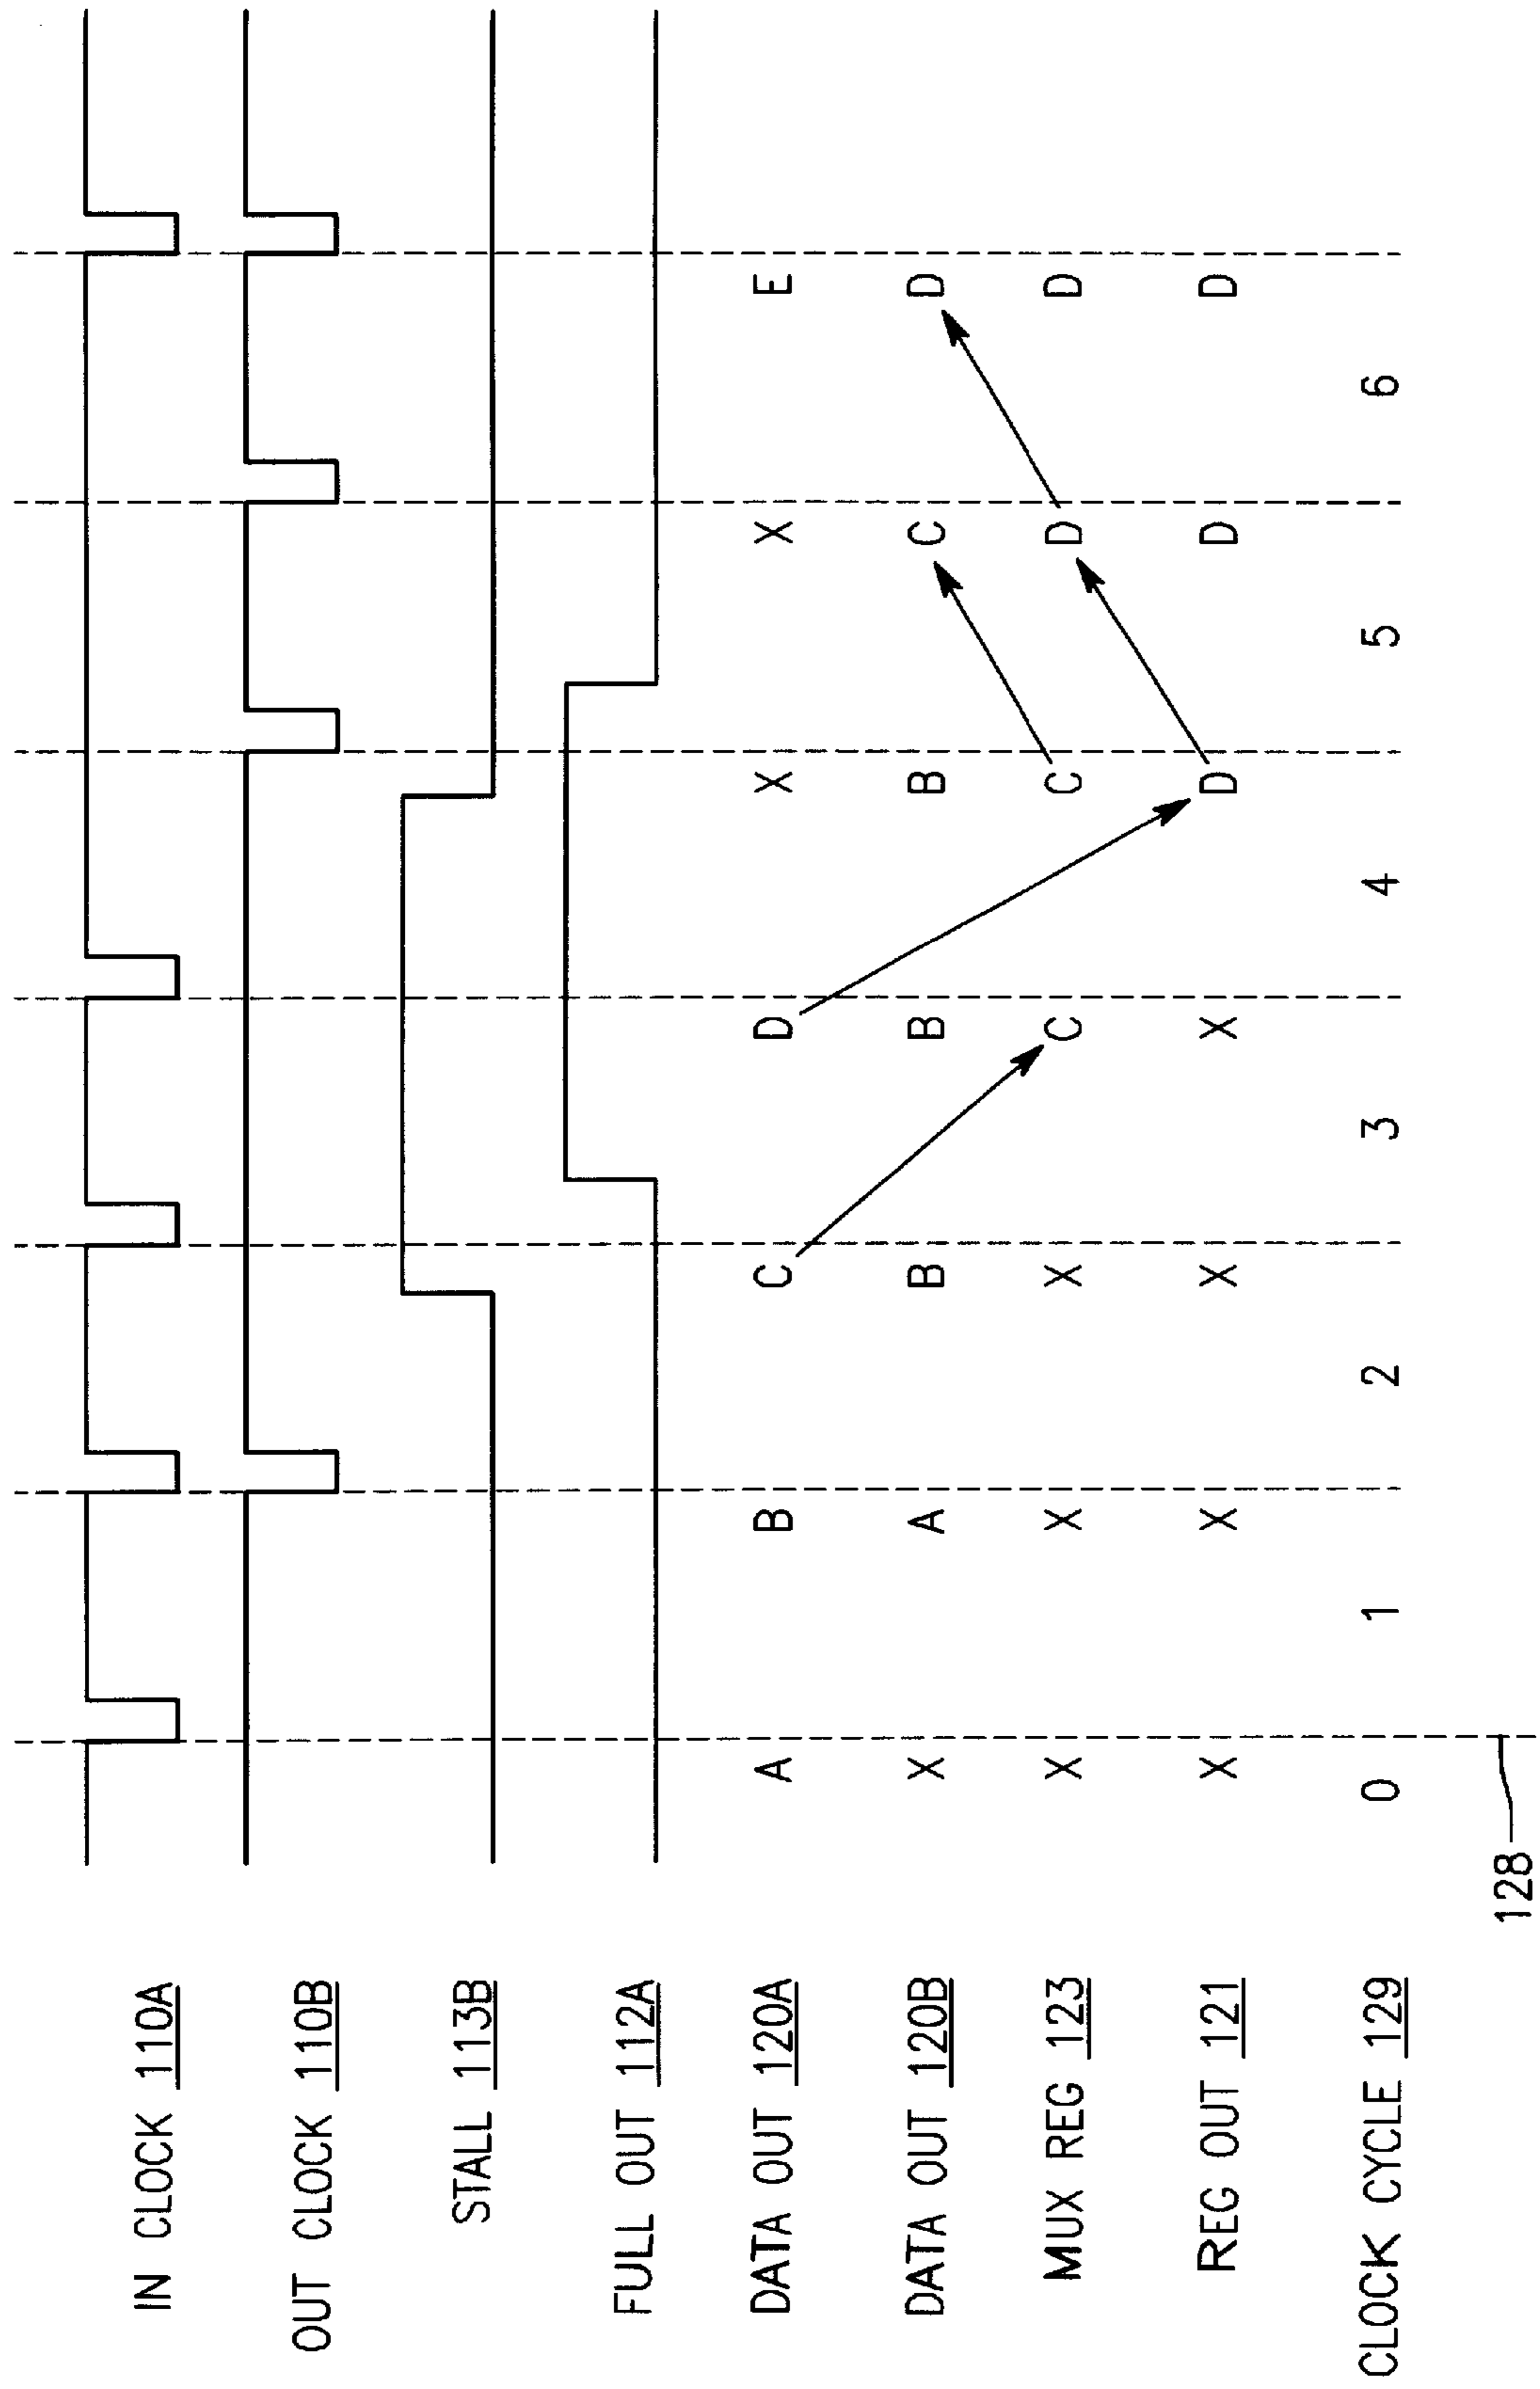 IN CLOCK 110A
OUT CLOCK 110B
STALL 113B
FULL OUT 112A
DATA OUT 120A A B C D X X E
DATA OUT 120B X A B B B C D
MUX REG 123 X X X C C D D
REG OUT 121 X X X X D D D
CLOCK CYCLE 129 0 1 2 3 4 5 6
128